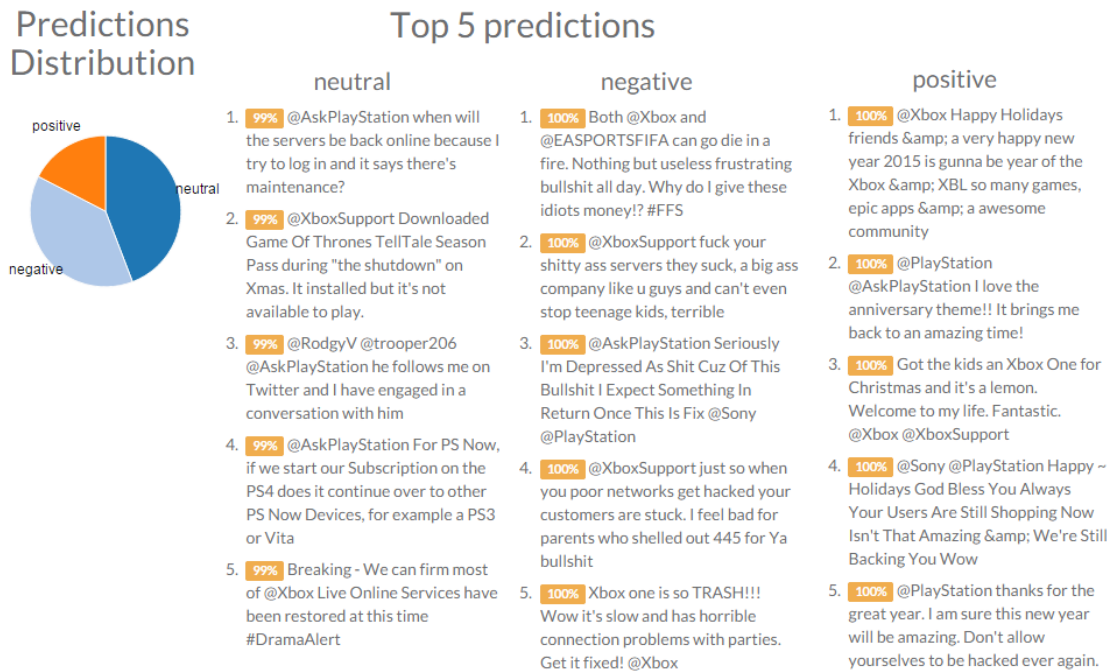 Predictions
Distribution
positive
neutral
negative
Top 5 predictions
neutral
1. 99% @AskPlayStation when will
the servers be back online because I
try to log in and it says there's
maintenance?
2. 99% @XboxSupport Downloaded
Game Of Thrones TellTale Season
Pass during "the shutdown" on
Xmas. It installed but it's not
available to play.
3. 99% @RodgyV @trooper206
@AskPlayStation he follows me on
Twitter and I have engaged in a
conversation with him
4. 99% @AskPlayStation For PS Now,
if we start our Subscription on the
PS4 does it continue over to other
PS Now Devices, for example a PS3
or Vita
5. 99% Breaking - We can firm most
of @Xbox Live Online Services have
been restored at this time
#DramaAlert
negative
1. 100% Both @Xbox and
@EASPORTSFIFA can go die in a
fire. Nothing but useless frustrating
bullshit all day. Why do I give these
idiots money!? #FFS
2. 100% @XboxSupport fuck your
shitty ass servers they suck, a big ass
company like u guys and can't even
stop teenage kids, terrible
3. 100% @AskPlayStation Seriously
I'm Depressed As Shit Cuz Of This
Bullshit I Expect Something In
Return Once This Is Fix @Sony
@PlayStation
4. 100% @XboxSupport just so when
you poor networks get hacked your
customers are stuck. I feel bad for
parents who shelled out 445 for Ya
bullshit
5. 100% Xbox one is so TRASH!!!
Wow it's slow and has horrible
connection problems with parties.
Get it fixed! @Xbox
positive
1. 100% @Xbox Happy Holidays
friends &amp; a very happy new
year 2015 is gunna be year of the
Xbox &amp; XBL so many games,
epic apps &amp; a awesome
community
2. 100% @PlayStation
@AskPlayStation I love the
anniversary theme!! It brings me
back to an amazing time!
3. 100% Got the kids an Xbox One for
Christmas and it's a lemon.
Welcome to my life. Fantastic.
@Xbox @XboxSupport
4. 100% @Sony @PlayStation Happy ~
Holidays God Bless You Always
Your Users Are Still Shopping Now
Isn't That Amazing &amp; We're Still
Backing You Wow
5. 100% @PlayStation thanks for the
great year. I am sure this new year
will be amazing. Don't allow
yourselves to be hacked ever again.